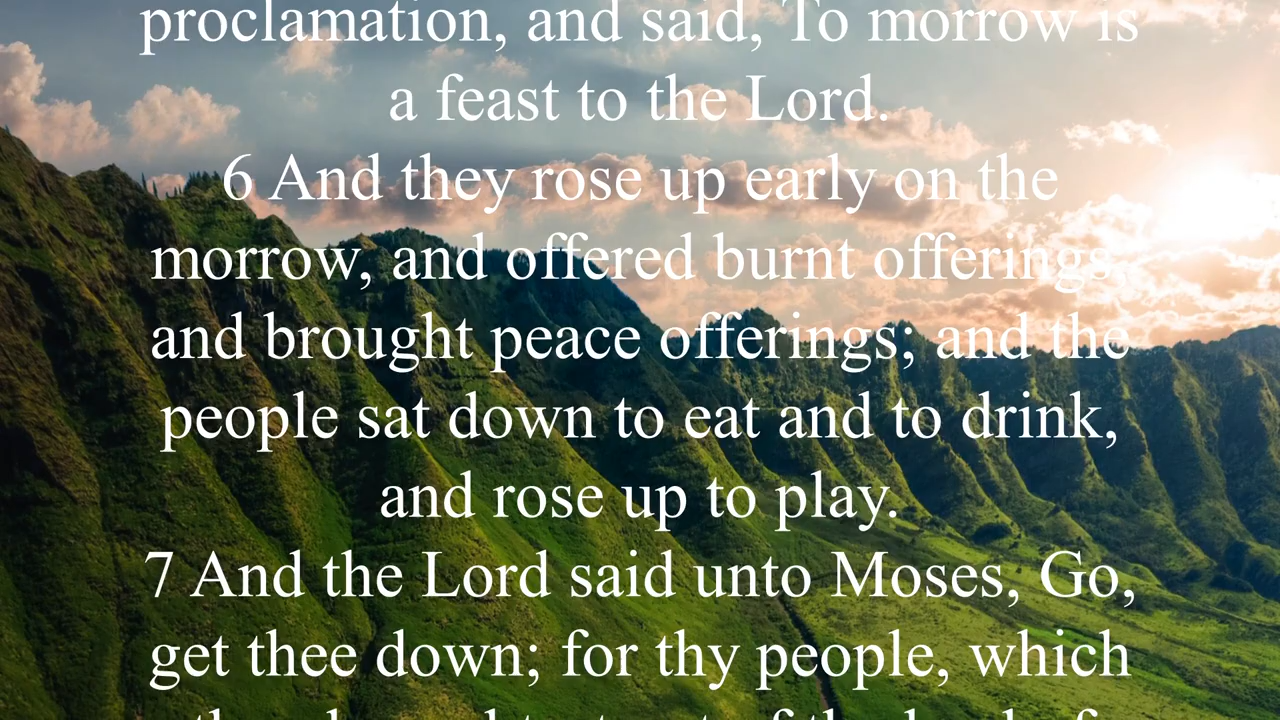 proclamation, and said, To morrow is
a feast to the Lord.
6 And they rose up early on the
morrow, and offered burnt offerings,
and brought peace offerings; and the
people sat down to eat and to drink,
and rose up to play.
7 And the Lord said unto Moses, Go,
get thee down; for thy people, which